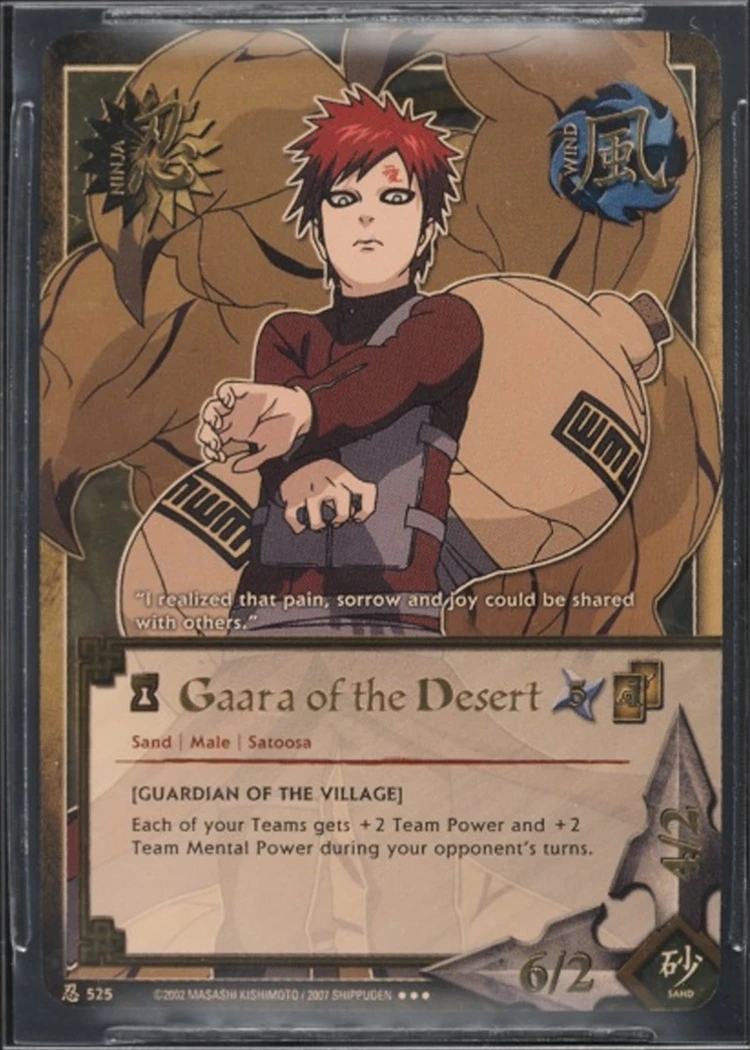 NINJA
忍
WIND
風
愛
"I realized that pain, sorrow and joy could be shared
with others."
Gaara of the Desert 5
Sand | Male | Satoosa
[GUARDIAN OF THE VILLAGE]
Each of your Teams gets +2 Team Power and +2
Team Mental Power during your opponent's turns.
4/2
6/2
砂
SAND
忍 525 ©2002 MASASHI KISHIMOTO / 2007 SHIPPUDEN